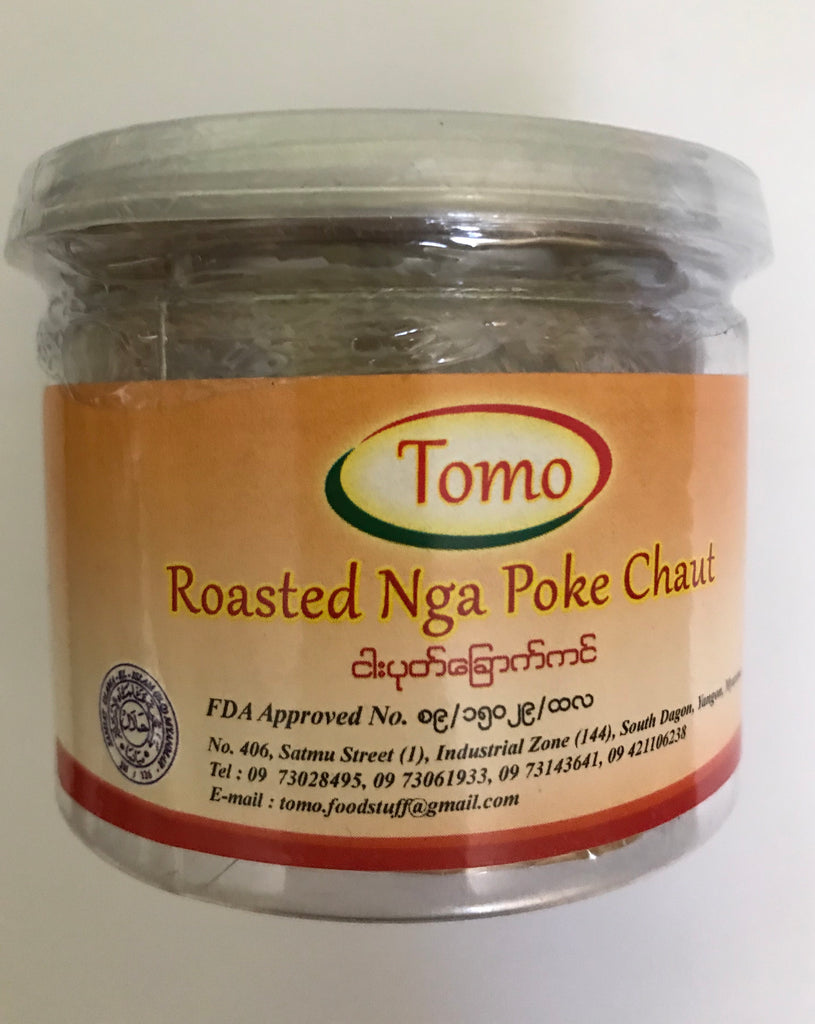 Tomo
Roasted Nga Poke Chaut
ငါးပုတ်ခြောက်ကင်
FDA Approved No. စ၉/၁၅၀၂၉/ထလ
No. 406, Satmu Street (1), Industrial Zone (144), South Dagon, Yangon,
Tel : 09 73028495, 09 73061933, 09 73143641, 09 421106238
E-mail : tomo.foodstuff@gmail.com